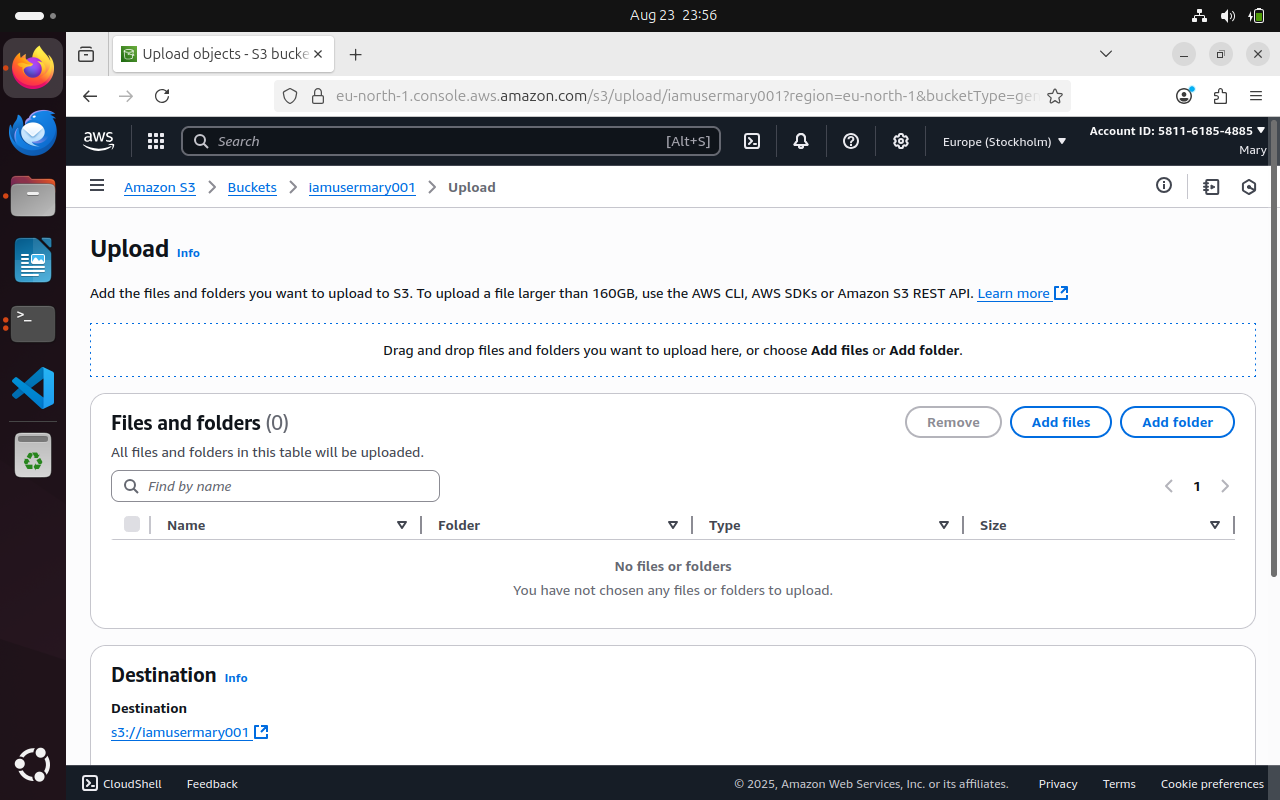 Aug 23 23:56
Upload objects - S3 bucke
eu-north-1.console.aws.amazon.com/s3/upload/iamusermary001?region=eu-north-1&bucketType=gen
aws
Search [Alt+S]
Europe (Stockholm)
Account ID: 5811-6185-4885
Mary
Amazon S3
Buckets
iamusermary001
Upload
Upload Info
Add the files and folders you want to upload to S3. To upload a file larger than 160GB, use the AWS CLI, AWS SDKs or Amazon S3 REST API. Learn more
Drag and drop files and folders you want to upload here, or choose Add files or Add folder.
Files and folders (0)
Remove
Add files
Add folder
All files and folders in this table will be uploaded.
Find by name
1
Name
Folder
Type
Size
No files or folders
You have not chosen any files or folders to upload.
Destination Info
Destination
s3://iamusermary001
CloudShell
Feedback
© 2025, Amazon Web Services, Inc. or its affiliates.
Privacy
Terms
Cookie preferences